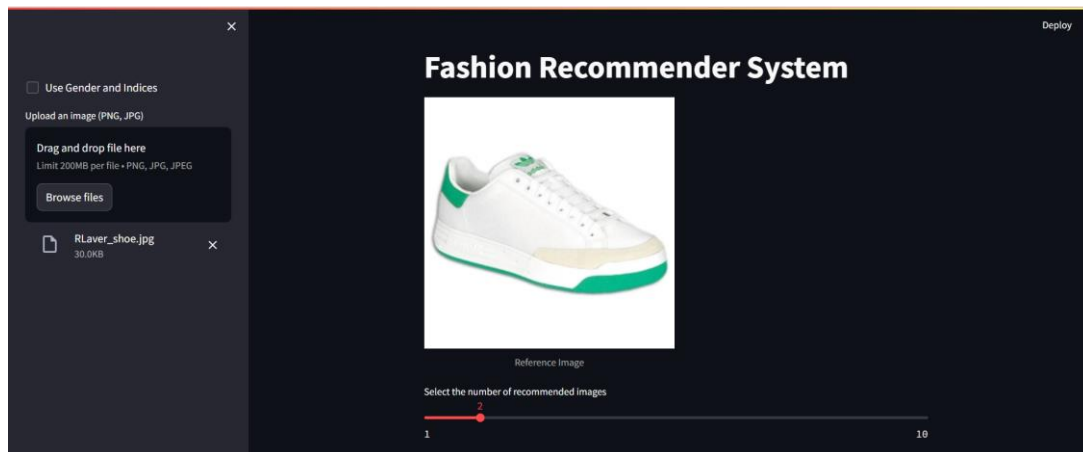 Deploy
Use Gender and Indices
Upload an image (PNG, JPG)
Drag and drop file here
Limit 200MB per file • PNG, JPG, JPEG
Browse files
RLaver_shoe.jpg
30.0KB
Fashion Recommender System
Reference Image
Select the number of recommended images
2
1
10